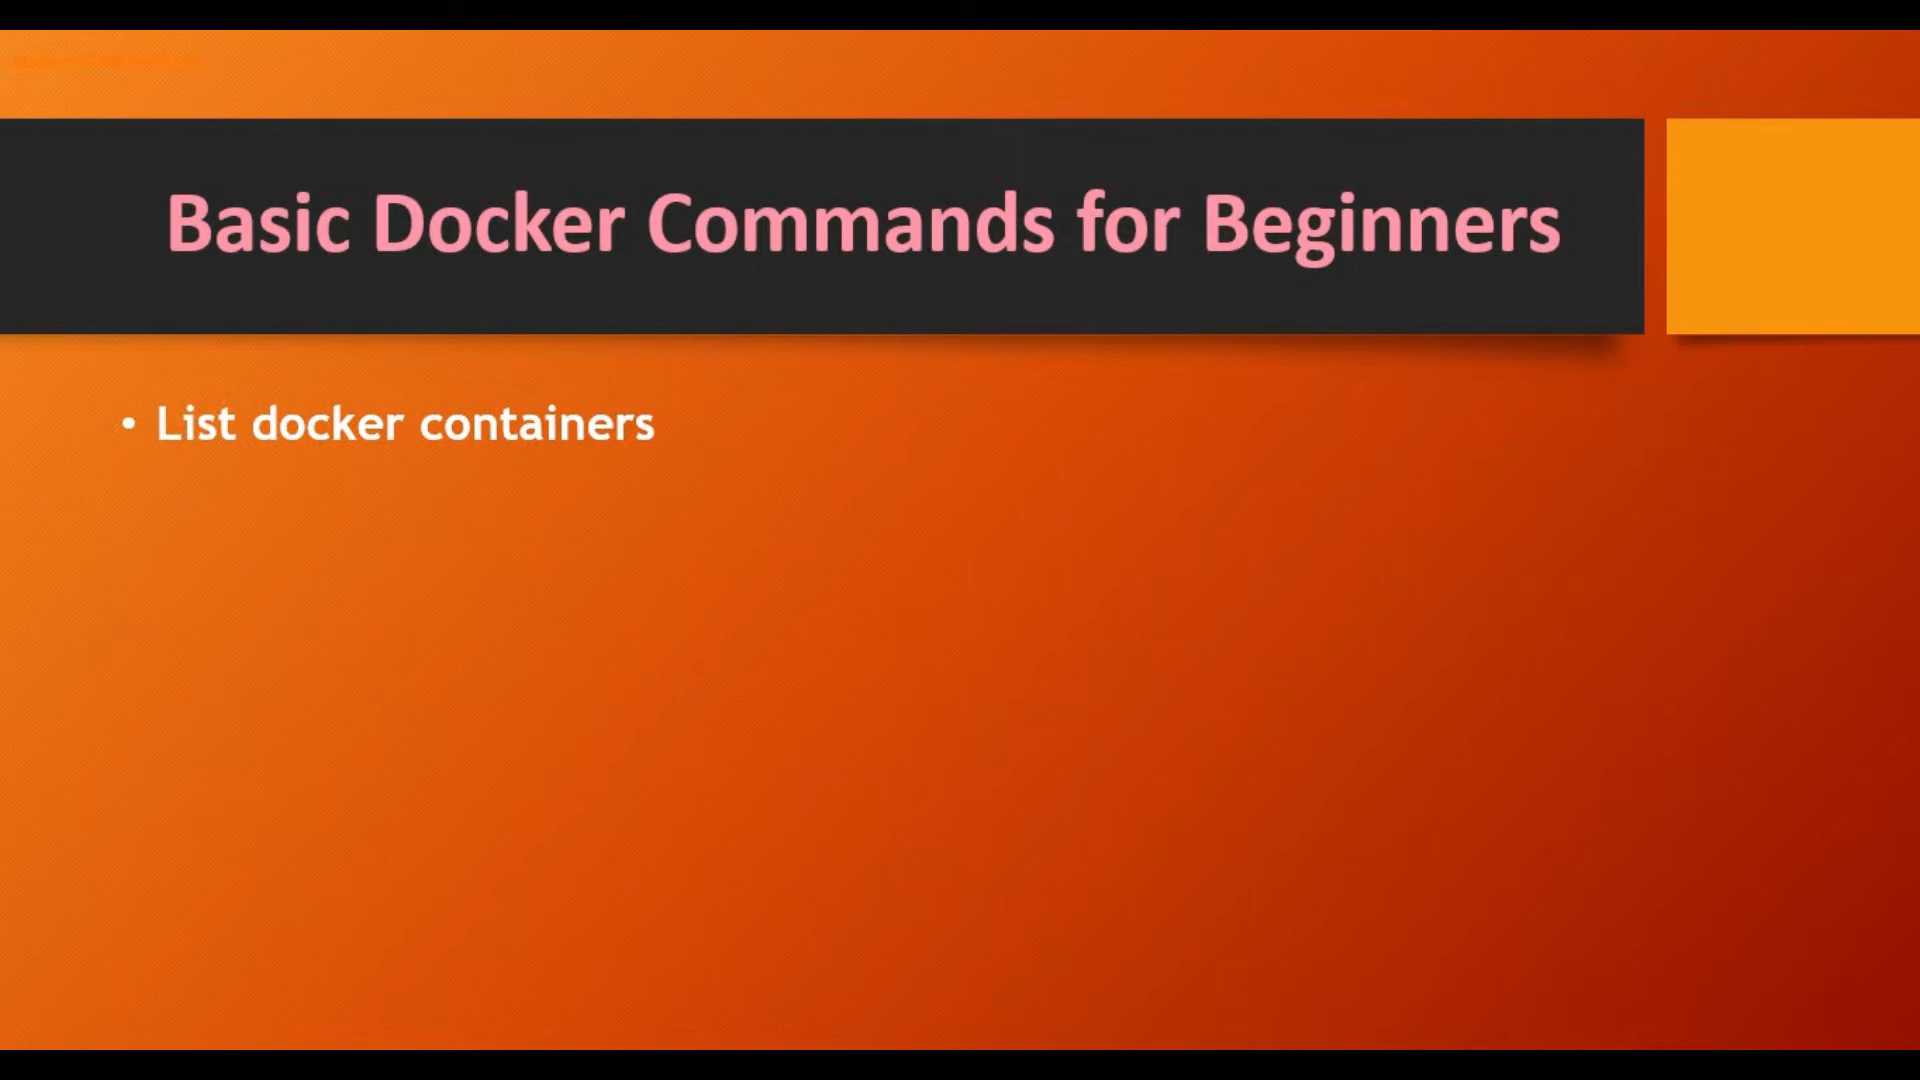 Basic Docker Commands for Beginners
• List docker containers